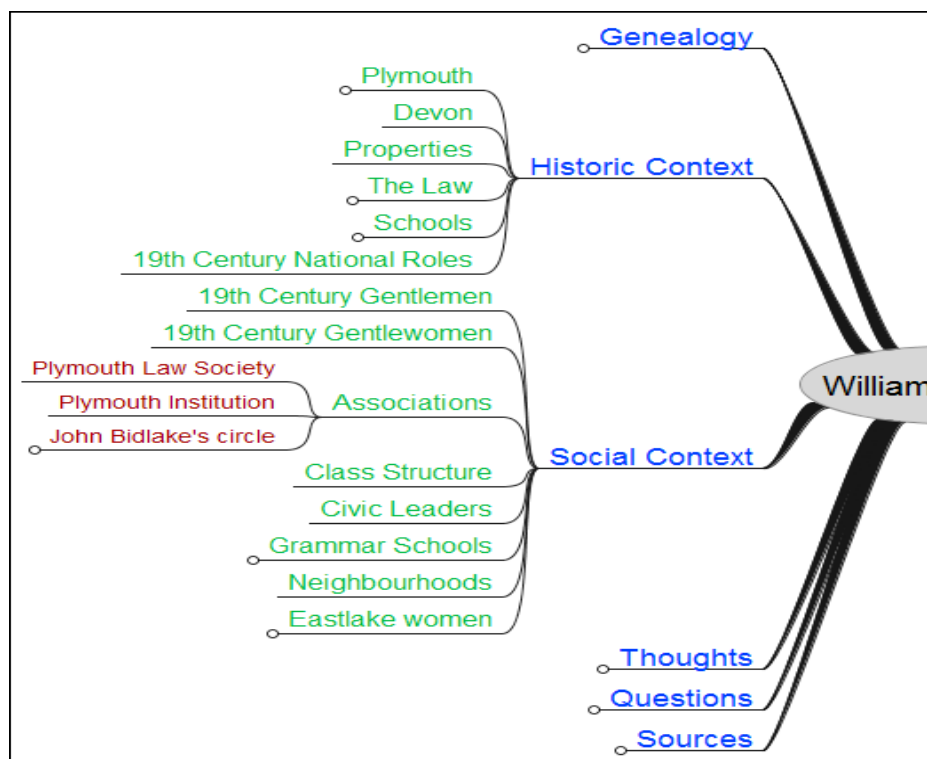 Genealogy
Plymouth
Devon
Properties
The Law
Schools
19th Century National Roles
Historic Context
19th Century Gentlemen
19th Century Gentlewomen
Plymouth Law Society
Plymouth Institution
John Bidlake's circle
Associations
Class Structure
Civic Leaders
Grammar Schools
Neighbourhoods
Eastlake women
Social Context
William
Thoughts
Questions
Sources